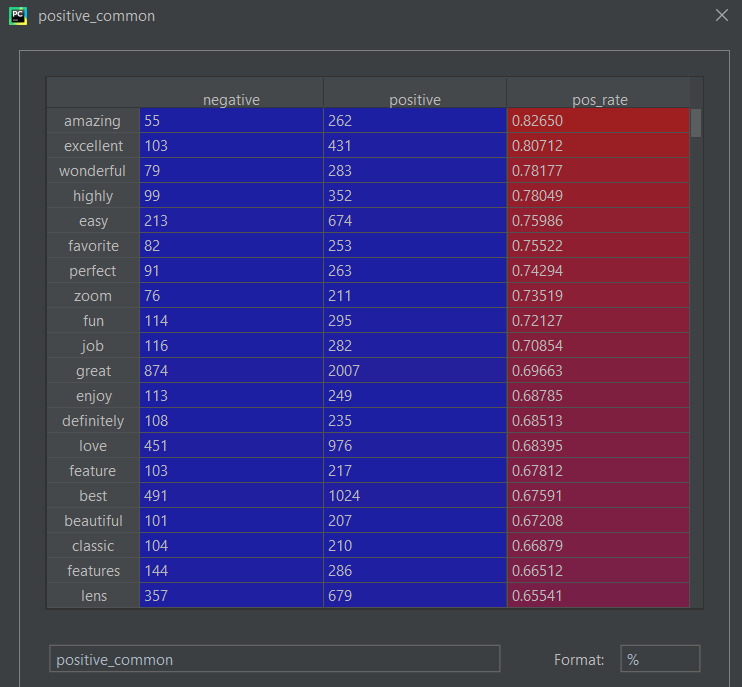 PC positive_common
negative positive pos_rate
amazing 55 262 0.82650
excellent 103 431 0.80712
wonderful 79 283 0.78177
highly 99 352 0.78049
easy 213 674 0.75986
favorite 82 253 0.75522
perfect 91 263 0.74294
zoom 76 211 0.73519
fun 114 295 0.72127
job 116 282 0.70854
great 874 2007 0.69663
enjoy 113 249 0.68785
definitely 108 235 0.68513
love 451 976 0.68395
feature 103 217 0.67812
best 491 1024 0.67591
beautiful 101 207 0.67208
classic 104 210 0.66879
features 144 286 0.66512
lens 357 679 0.65541
positive_common Format: %